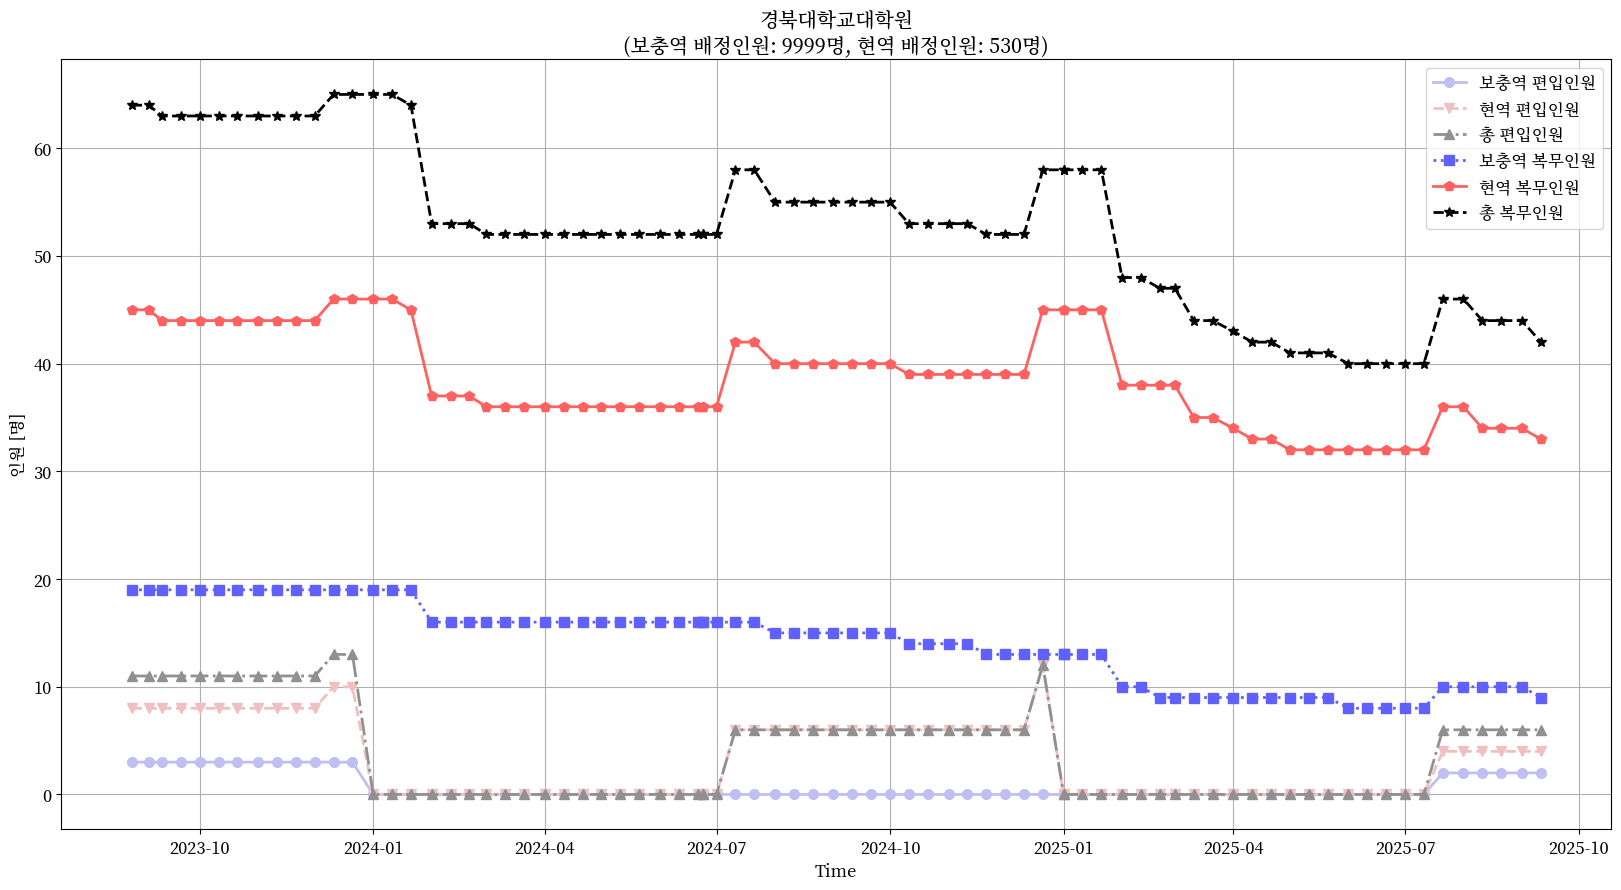 경북대학교대학원
(보충역 배정인원: 9999명, 현역 배정인원: 530명)
보충역 편입인원
현역 편입인원
총 편입인원
보충역 복무인원
현역 복무인원
총 복무인원
인원 [명]
60
50
40
30
20
10
0
2023-10
2024-01
2024-04
2024-07
2024-10
2025-01
2025-04
2025-07
2025-10
Time